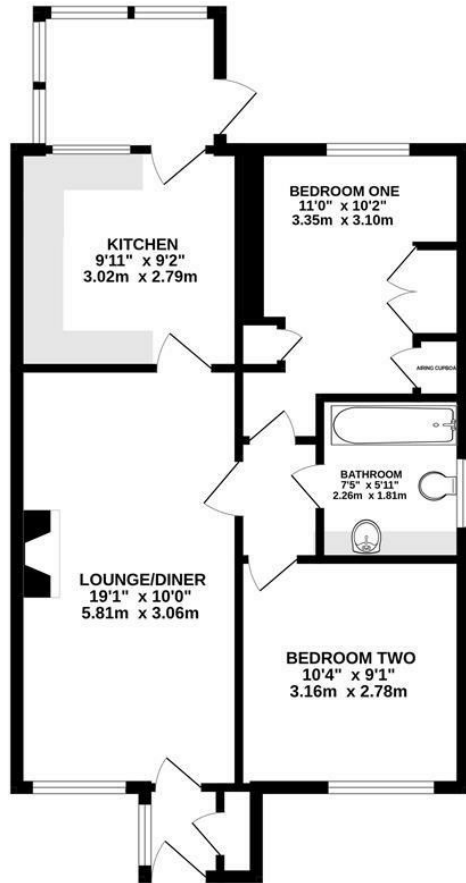 BEDROOM ONE
11'0" x 10'2"
3.35m x 3.10m
KITCHEN
9'11" x 9'2"
3.02m x 2.79m
AIRING CUPBOA
BATHROOM
7'5" x 5'11"
2.26m x 1.81m
LOUNGE/DINER
19'1" x 10'0"
5.81m x 3.06m
BEDROOM TWO
10'4" x 9'1"
3.16m x 2.78m